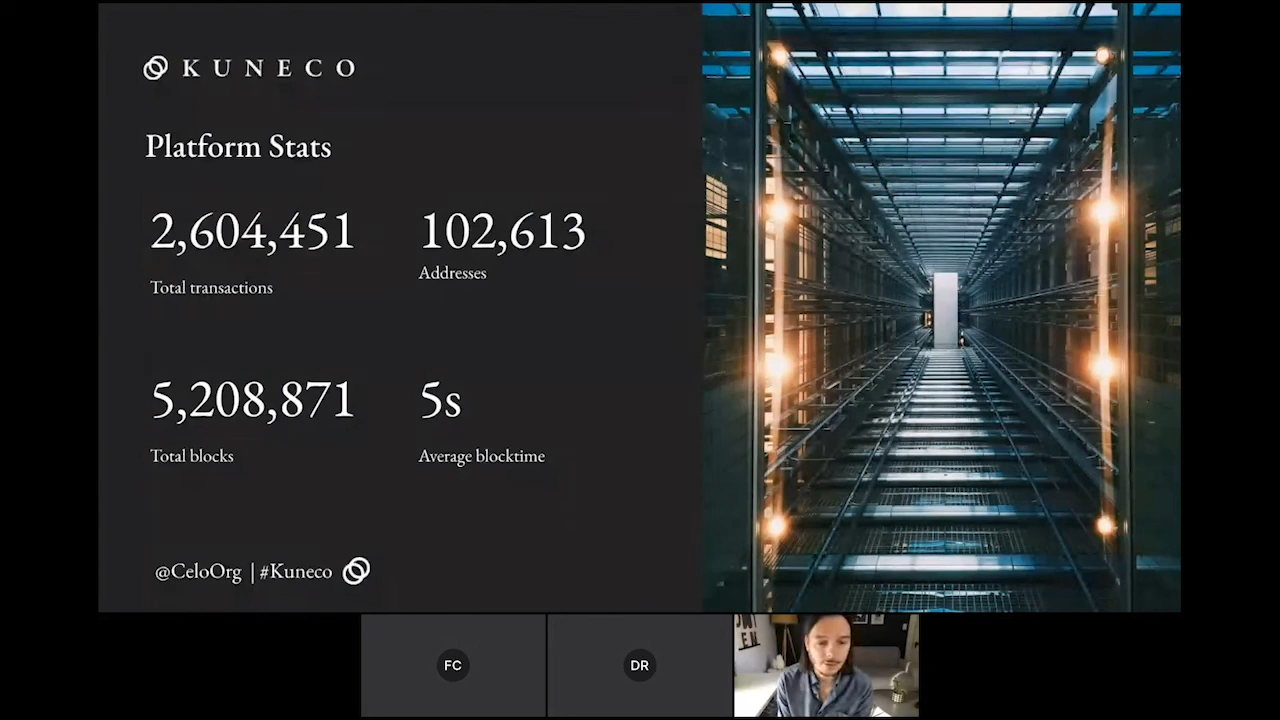 KUNECO
Platform Stats
2,604,451
Total transactions
102,613
Addresses
5,208,871
Total blocks
5s
Average blocktime
@CeloOrg | #Kuneco
FC
DR